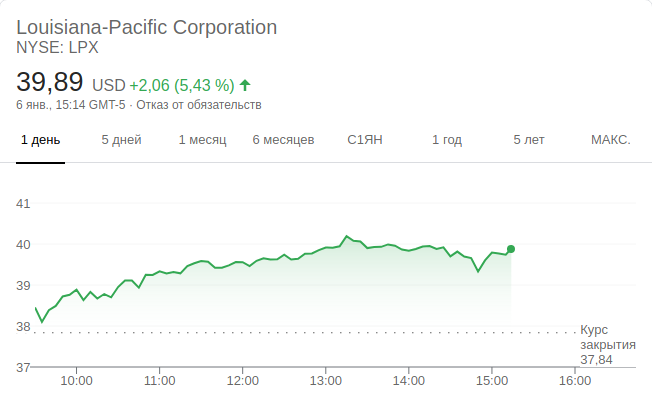 Louisiana-Pacific Corporation
NYSE: LPX
39,89 USD +2,06 (5,43 %)
6 янв., 15:14 GMT-5 · Отказ от обязательств
1 день 5 дней 1 месяц 6 месяцев С1ЯН 1 год 5 лет МАКС.
41
40
39
38
37
Курс
закрытия
37,84
10:00 11:00 12:00 13:00 14:00 15:00 16:00